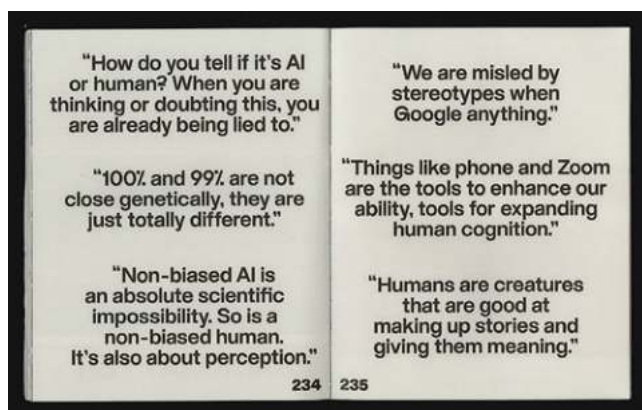 “How do you tell if it’s AI
or human? When you are
thinking or doubting this, you
are already being lied to.”
“100% and 99% are not
close genetically, they are
just totally different.”
“Non-biased AI is
an absolute scientific
impossibility. So is a
non-biased human.
It’s also about perception.”
234
“We are misled by
stereotypes when
Google anything.”
“Things like phone and Zoom
are the tools to enhance our
ability, tools for expanding
human cognition.”
“Humans are creatures
that are good at
making up stories and
giving them meaning.”
235